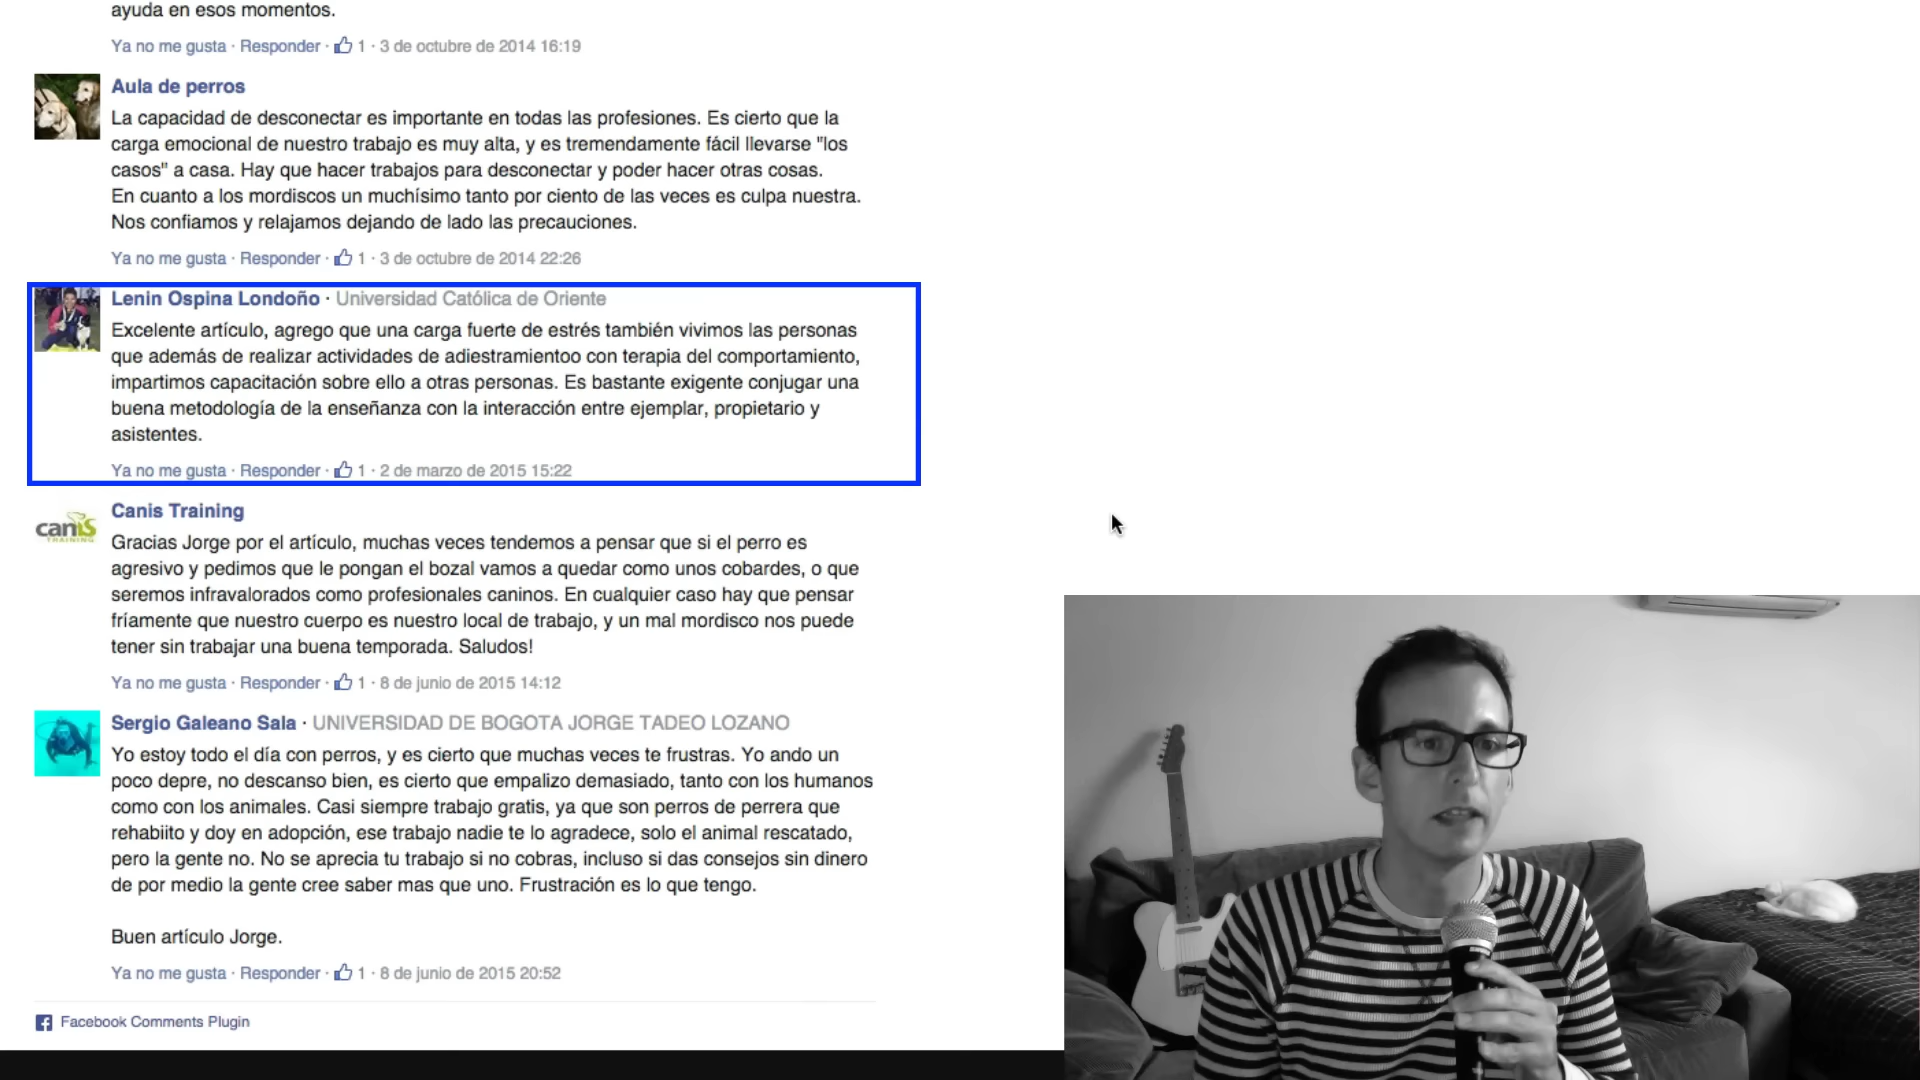 ayuda en esos momentos.
Ya no me gusta · Responder · 1 · 3 de octubre de 2014 16:19
Aula de perros
La capacidad de desconectar es importante en todas las profesiones. Es cierto que la
carga emocional de nuestro trabajo es muy alta, y es tremendamente fácil llevarse "los
casos" a casa. Hay que hacer trabajos para desconectar y poder hacer otras cosas.
En cuanto a los mordiscos un muchísimo tanto por ciento de las veces es culpa nuestra.
Nos confiamos y relajamos dejando de lado las precauciones.
Ya no me gusta · Responder · 1 · 3 de octubre de 2014 22:26
Lenin Ospina Londoño · Universidad Católica de Oriente
Excelente artículo, agrego que una carga fuerte de estrés también vivimos las personas
que además de realizar actividades de adiestramientoo con terapia del comportamiento,
impartimos capacitación sobre ello a otras personas. Es bastante exigente conjugar una
buena metodología de la enseñanza con la interacción entre ejemplar, propietario y
asistentes.
Ya no me gusta · Responder · 1 · 2 de marzo de 2015 15:22
canis
TRAINING
Canis Training
Gracias Jorge por el artículo, muchas veces tendemos a pensar que si el perro es
agresivo y pedimos que le pongan el bozal vamos a quedar como unos cobardes, o que
seremos infravalorados como profesionales caninos. En cualquier caso hay que pensar
fríamente que nuestro cuerpo es nuestro local de trabajo, y un mal mordisco nos puede
tener sin trabajar una buena temporada. Saludos!
Ya no me gusta · Responder · 1 · 8 de junio de 2015 14:12
Sergio Galeano Sala · UNIVERSIDAD DE BOGOTA JORGE TADEO LOZANO
Yo estoy todo el día con perros, y es cierto que muchas veces te frustras. Yo ando un
poco depre, no descanso bien, es cierto que empalizo demasiado, tanto con los humanos
como con los animales. Casi siempre trabajo gratis, ya que son perros de perrera que
rehabiito y doy en adopción, ese trabajo nadie te lo agradece, solo el animal rescatado,
pero la gente no. No se aprecia tu trabajo si no cobras, incluso si das consejos sin dinero
de por medio la gente cree saber mas que uno. Frustración es lo que tengo.
Buen artículo Jorge.
Ya no me gusta · Responder · 1 · 8 de junio de 2015 20:52
Facebook Comments Plugin